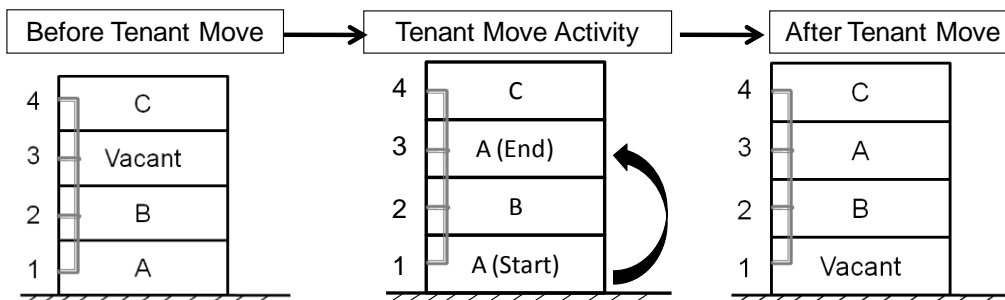 Before Tenant Move
Tenant Move Activity
After Tenant Move
4
C
3
Vacant
2
B
1
A
4
C
3
A (End)
2
B
1
A (Start)
4
C
3
A
2
B
1
Vacant